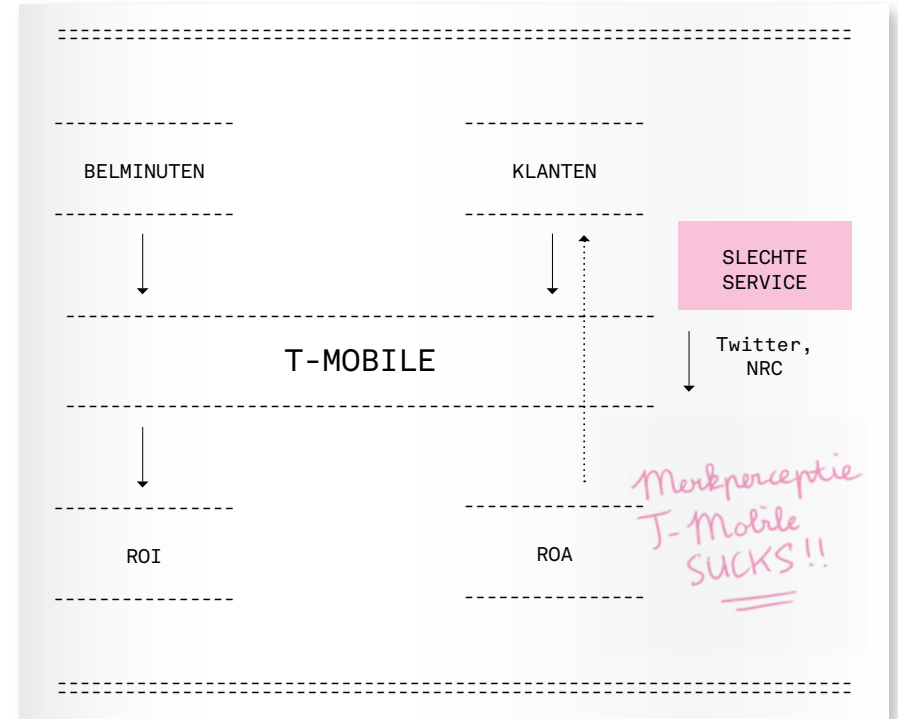 BELMINUTEN
KLANTEN
SLECHTE
SERVICE
T-MOBILE
Twitter,
NRC
Merkperceptie
T-Mobile
SUCKS!!
ROI
ROA